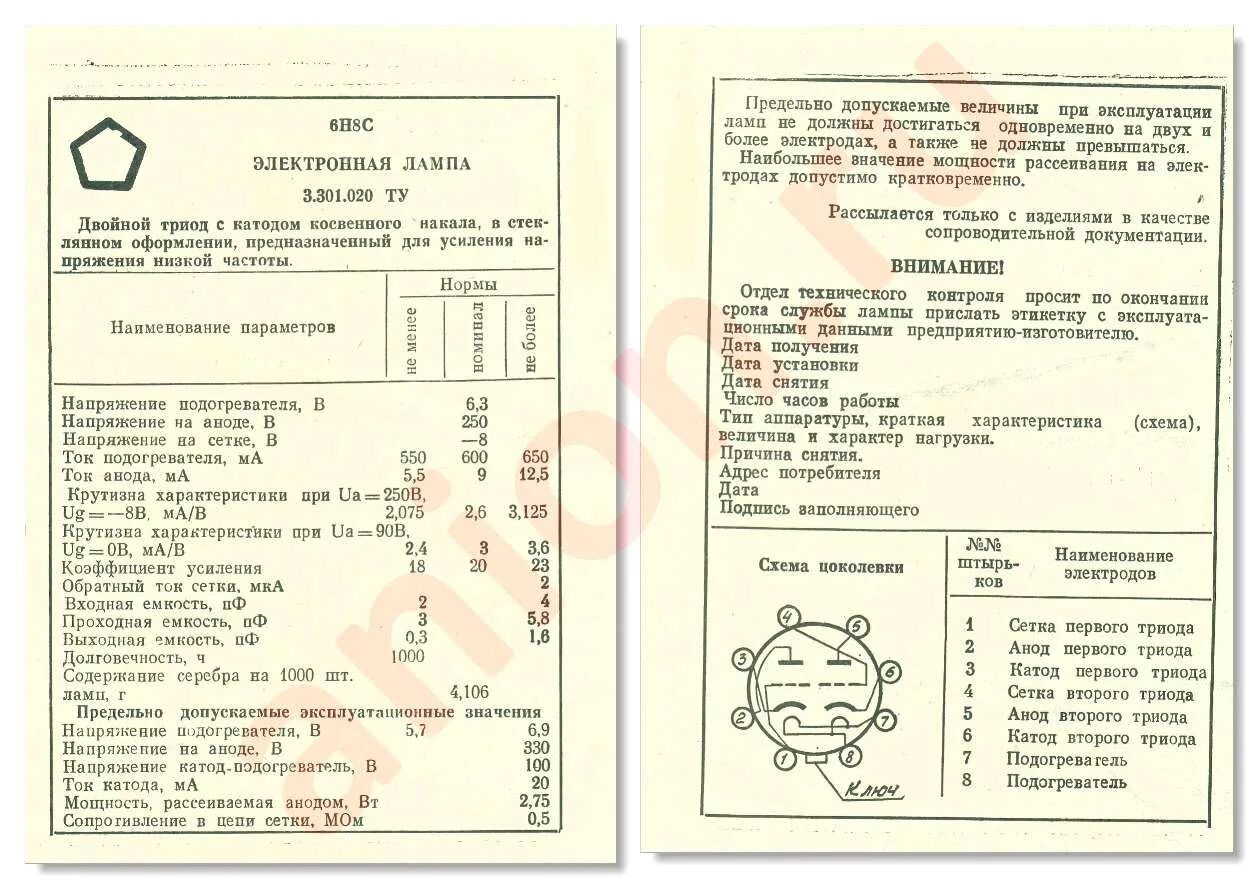 6Н8С
ЭЛЕКТРОННАЯ ЛАМПА
3.301.020 ТУ
Двойной триод с катодом косвенного накала, в стек-
лянном оформлении, предназначенный для усиления на-
пряжения низкой частоты.
Наименование параметров
Нормы
не менее
номинал
не более
Напряжение подогревателя, В 6,3
Напряжение на аноде, В 250
Напряжение на сетке, В —8
Ток подогревателя, мА 550 600 650
Ток анода, мА 5,5 9 12,5
Крутизна характеристики при Uа=250В,
Ug=—8В, мА/В 2,075 2,6 3,125
Крутизна характеристики при Uа=90В,
Ug=0В, мА/В 2,4 3 3,6
Коэффициент усиления 18 20 23
Обратный ток сетки, мкА 2
Входная емкость, пФ 2 4
Проходная емкость, пФ 3 5,8
Выходная емкость, пФ 0,3 1,6
Долговечность, ч 1000
Содержание серебра на 1000 шт.
ламп, г 4,106
Предельно допускаемые эксплуатационные значения
Напряжение подогревателя, В 5,7 6,9
Напряжение на аноде, В 330
Напряжение катод-подогреватель, В 100
Ток катода, мА 20
Мощность, рассеиваемая анодом, Вт 2,75
Сопротивление в цепи сетки, МОм 0,5
Предельно допускаемые величины при эксплуатации
ламп не должны достигаться одновременно на двух и
более электродах, а также не должны превышаться.
Наибольшее значение мощности рассеивания на элек-
тродах допустимо кратковременно.
Рассылается только с изделиями в качестве
сопроводительной документации.
ВНИМАНИЕ!
Отдел технического контроля просит по окончании
срока службы лампы прислать этикетку с эксплуата-
ционными данными предприятию-изготовителю.
Дата получения
Дата установки
Дата снятия
Число часов работы
Тип аппаратуры, краткая характеристика (схема),
величина и характер нагрузки.
Причина снятия.
Адрес потребителя
Дата
Подпись заполняющего
Схема цоколевки
4
5
3
6
2
7
1
8
Ключ
№№
штырь-
ков
Наименование
электродов
1 Сетка первого триода
2 Анод первого триода
3 Катод первого триода
4 Сетка второго триода
5 Анод второго триода
6 Катод второго триода
7 Подогреватель
8 Подогреватель
anion.ru